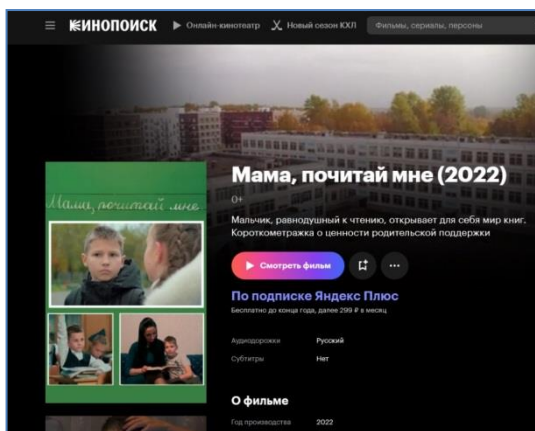 КИНОПОИСК
Онлайн-кинотеатр
Новый сезон КХЛ
Фильмы, сериалы, персоны
Мама, почитай мне (2022)
0+
Мальчик, равнодушный к чтению, открывает для себя мир книг.
Короткометражка о ценности родительской поддержки
Мама, почитай мне
Смотреть фильм
По подписке Яндекс Плюс
Бесплатно до конца года, далее 299 ₽ в месяц
Аудиодорожки Русский
Субтитры Нет
О фильме
Год производства 2022